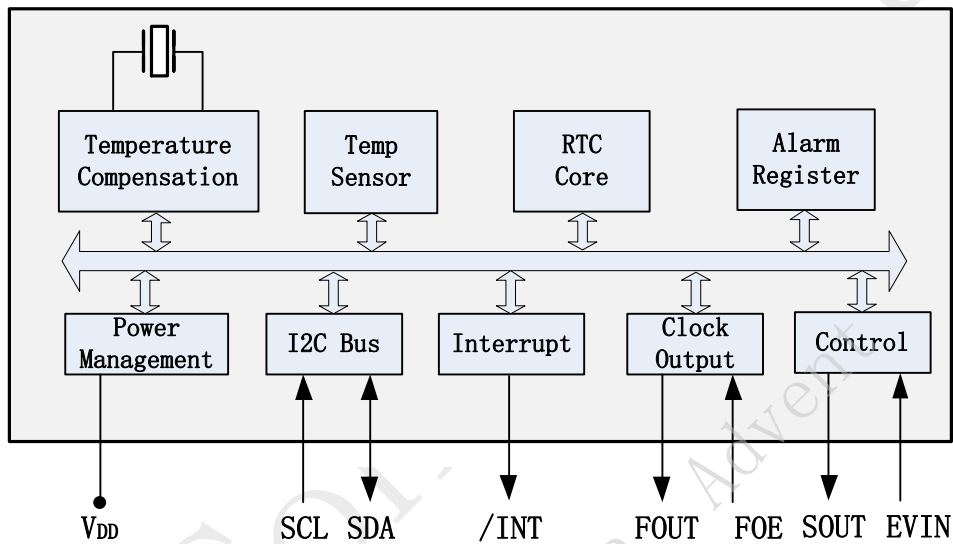 Temperature
Compensation
Temp
Sensor
RTC
Core
Alarm
Register
Power
Management
I2C Bus
Interrupt
Clock
Output
Control
VDD
SCL
SDA
/INT
FOUT
FOE
SOUT
EVIN
Advent